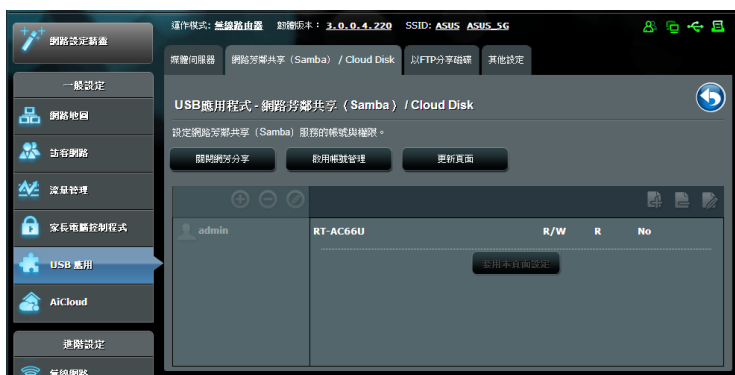 運作模式: 無線路由器 韌體版本: 3.0.0.4.220 SSID: ASUS ASUS_5G
網路設定精靈
媒體伺服器 網路芳鄰共享 (Samba) / Cloud Disk 以FTP分享磁碟 其他設定
一般設定
網路地圖
訪客網路
流量管理
家長電腦控制程式
USB 應用
AiCloud
進階設定
無線網路
USB應用程式 - 網路芳鄰共享 (Samba) / Cloud Disk
設定網路芳鄰共享 (Samba) 服務的帳號與權限。
關閉網芳分享 啟用帳號管理 更新頁面
admin
RT-AC66U R/W R No
套用本頁面設定